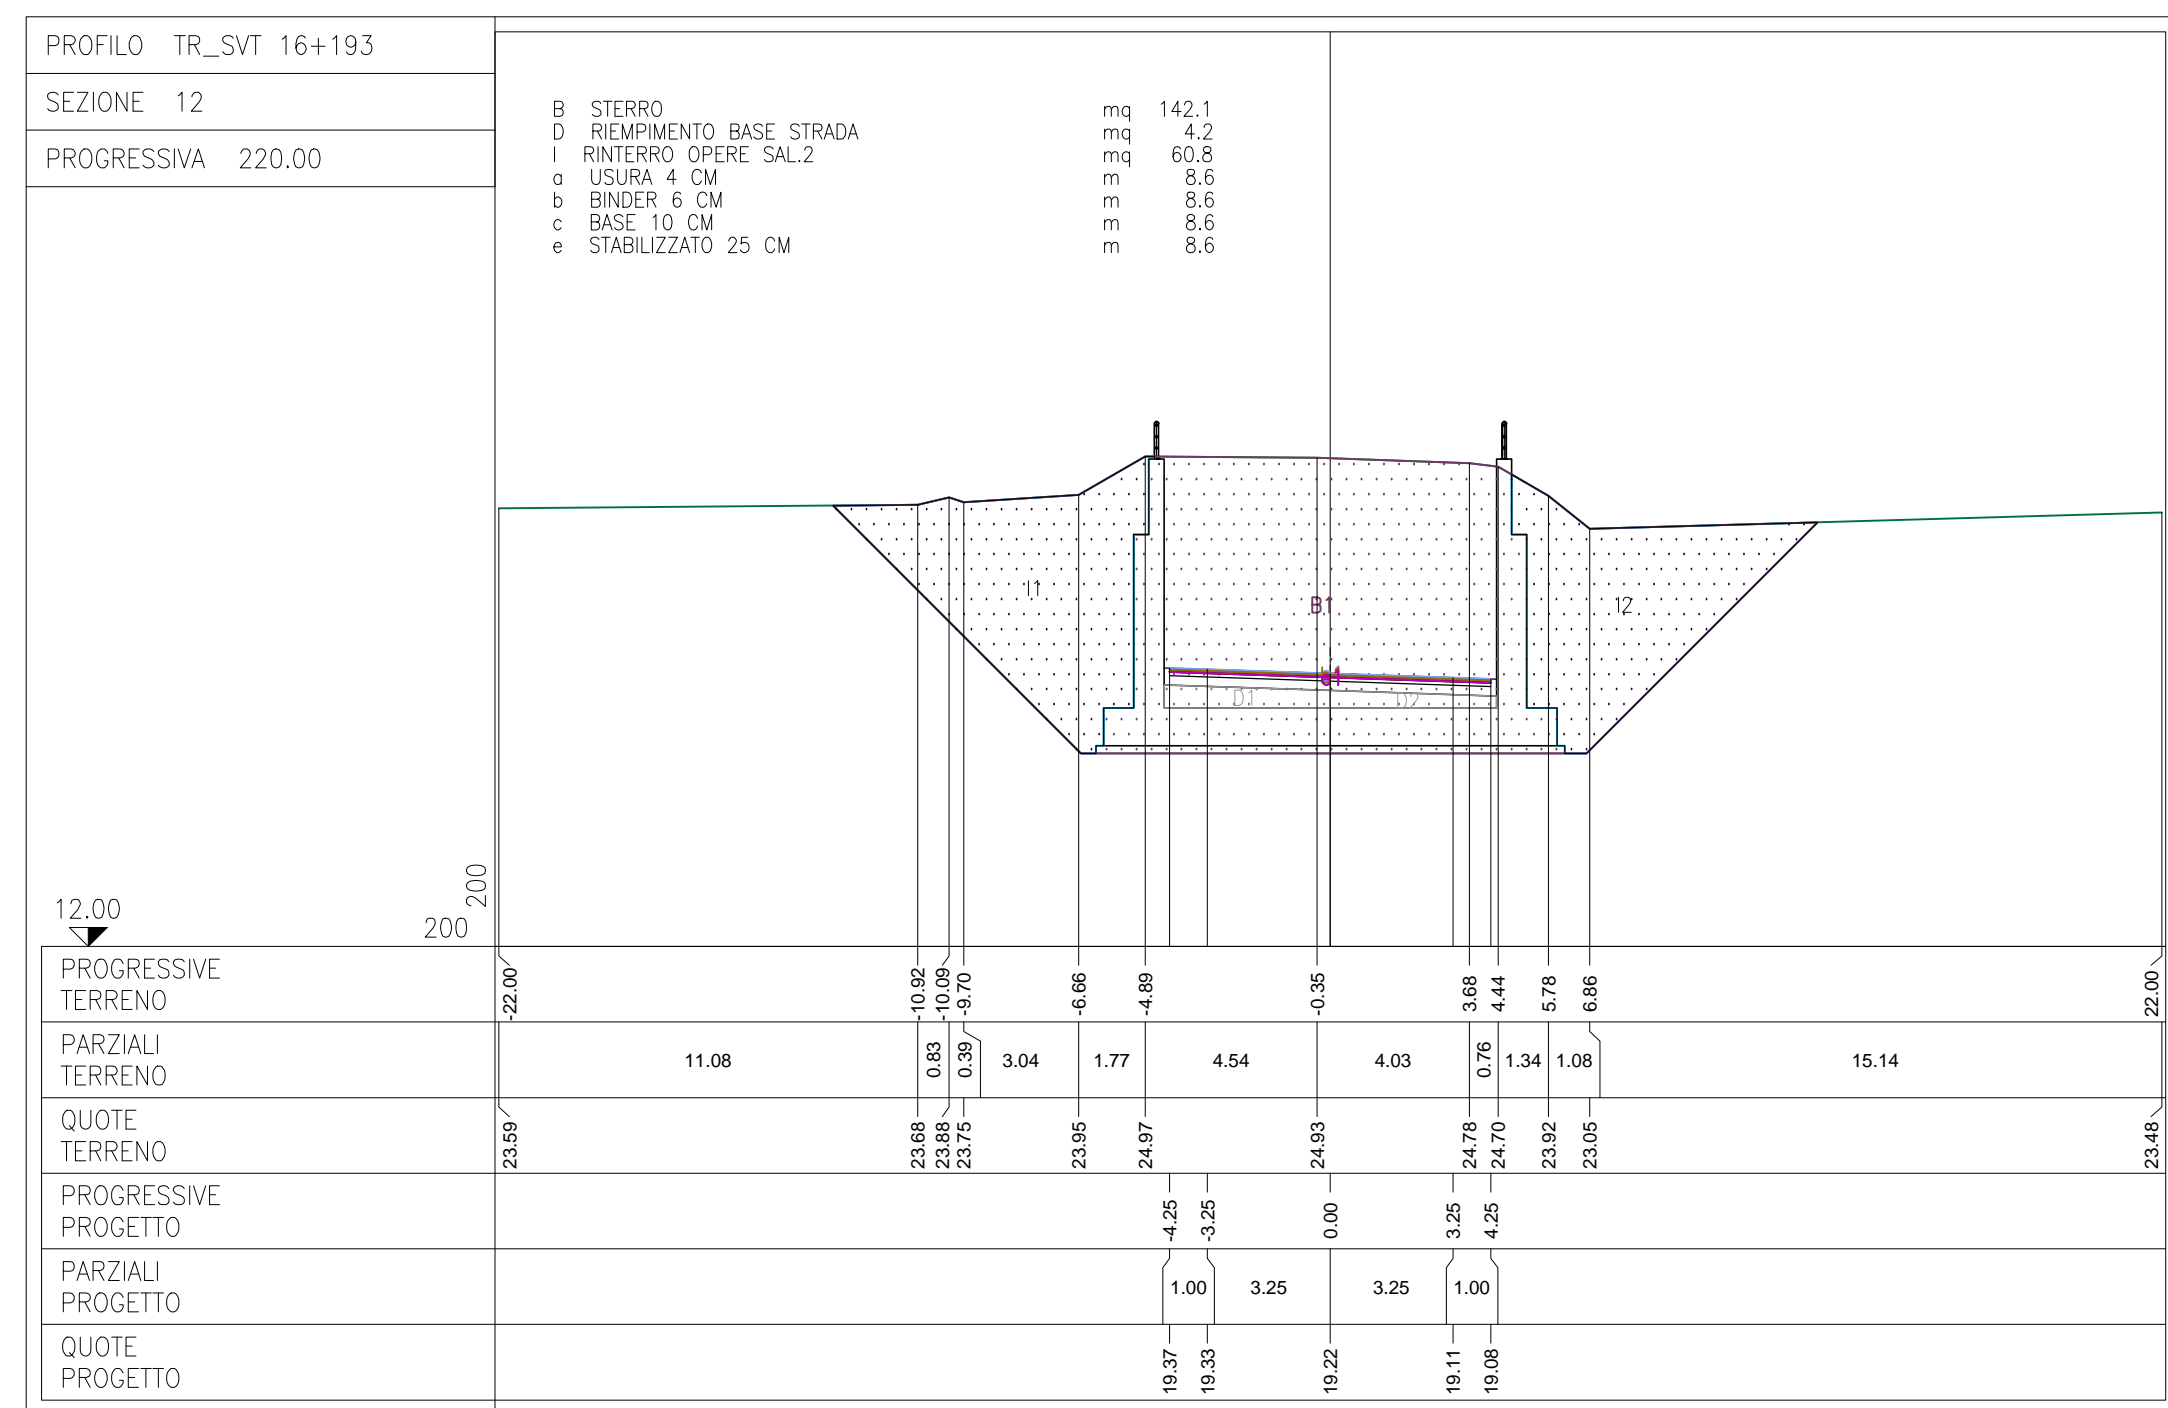 PROFILO TR_SVT 16+193
SEZIONE 12
PROGRESSIVA 220.00
B STERRO mq 142.1
D RIEMPIMENTO BASE STRADA mq 4.2
I RINTERRO OPERE SAL.2 mq 60.8
a USURA 4 CM m 8.6
b BINDER 6 CM m 8.6
c BASE 10 CM m 8.6
e STABILIZZATO 25 CM m 8.6
I1
B1
I2
D1
D2
200
12.00
200
PROGRESSIVE
TERRENO
-22.00 -10.92 -10.09 -9.70 -6.66 -4.89 -0.35 3.68 4.44 5.78 6.86 22.00
PARZIALI
TERRENO
11.08 0.83 0.39 3.04 1.77 4.54 4.03 0.76 1.34 1.08 15.14
QUOTE
TERRENO
23.59 23.68 23.88 23.75 23.95 24.97 24.93 24.78 24.70 23.92 23.05 23.48
PROGRESSIVE
PROGETTO
-4.25 -3.25 0.00 3.25 4.25
PARZIALI
PROGETTO
1.00 3.25 3.25 1.00
QUOTE
PROGETTO
19.37 19.33 19.22 19.11 19.08